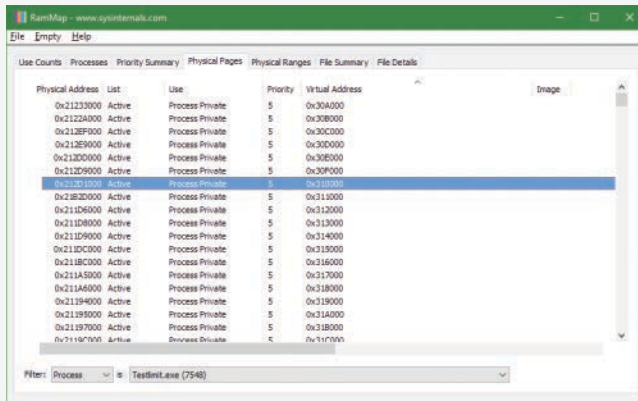 RamMap - www.sysinternals.com
File Empty Help
Use Counts Processes Priority Summary Physical Pages Physical Ranges File Summary File Details
Physical Address List Use Priority Virtual Address Image
0x21233000 Active Process Private 5 0x30A000
0x2122A000 Active Process Private 5 0x30B000
0x212EF000 Active Process Private 5 0x30C000
0x212E9000 Active Process Private 5 0x30D000
0x212DD000 Active Process Private 5 0x30E000
0x212D9000 Active Process Private 5 0x30F000
0x212D1000 Active Process Private 5 0x310000
0x21B2D000 Active Process Private 5 0x311000
0x211D6000 Active Process Private 5 0x312000
0x211D8000 Active Process Private 5 0x313000
0x211D9000 Active Process Private 5 0x314000
0x211DC000 Active Process Private 5 0x315000
0x211BC000 Active Process Private 5 0x316000
0x211A5000 Active Process Private 5 0x317000
0x211A6000 Active Process Private 5 0x318000
0x21194000 Active Process Private 5 0x319000
0x21195000 Active Process Private 5 0x31A000
0x21197000 Active Process Private 5 0x31B000
0x2119C000 Active Process Private 5 0x31C000
Filter: Process is Testlimit.exe (7548)